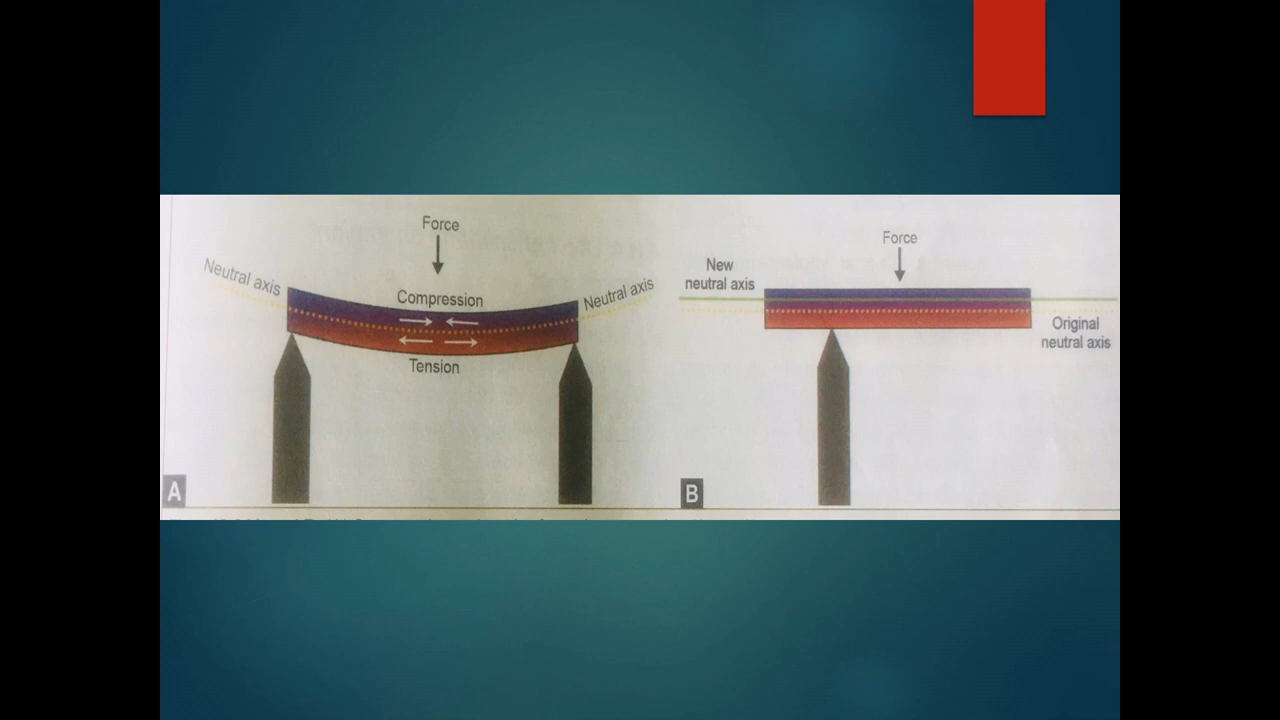 Force
Neutral axis
Compression
Neutral axis
Tension
A
Force
New
neutral axis
Original
neutral axis
B